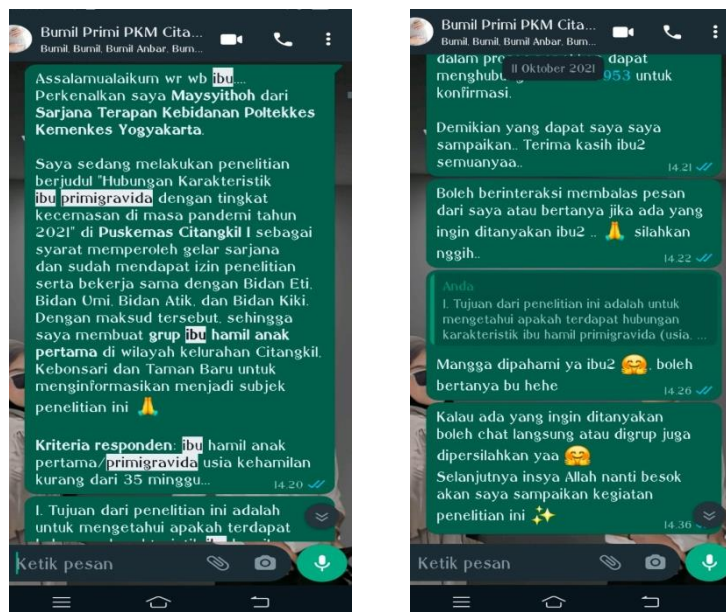 Bumil Primi PKM Cita...
Bumil, Bumil, Bumil Anbar, Bum...
Assalamualaikum wr wb ibu....
Perkenalkan saya Maysyithoh dari
Sarjana Terapan Kebidanan Poltekkes
Kemenkes Yogyakarta.
Saya sedang melakukan penelitian
berjudul "Hubungan Karakteristik
ibu primigravida dengan tingkat
kecemasan di masa pandemi tahun
2021" di Puskemas Citangkil I sebagai
syarat memperoleh gelar sarjana
dan sudah mendapat izin penelitian
serta bekerja sama dengan Bidan Eti,
Bidan Umi, Bidan Atik, dan Bidan Kiki.
Dengan maksud tersebut, sehingga
saya membuat grup ibu hamil anak
pertama di wilayah kelurahan Citangkil,
Kebonsari dan Taman Baru untuk
menginformasikan menjadi subjek
penelitian ini 🙏
Kriteria responden: ibu hamil anak
pertama/primigravida usia kehamilan
kurang dari 35 minggu...
14.20
1. Tujuan dari penelitian ini adalah
untuk mengetahui apakah terdapat
Ketik pesan
Bumil Primi PKM Cita...
Bumil, Bumil, Bumil Anbar, Bum...
dalam dapat
11 Oktober 2021
953 untuk
konfirmasi.
Demikian yang dapat saya saya
sampaikan.. Terima kasih ibu2
semuanyaa..
14.21
Boleh berinteraksi membalas pesan
dari saya atau bertanya jika ada yang
ingin ditanyakan ibu2 .. 🙏 silahkan
nggih..
14.22
Anda
1. Tujuan dari penelitian ini adalah untuk
mengetahui apakah terdapat hubungan
karakteristik ibu hamil primigravida (usia, ...
Mangga dipahami ya ibu2 🤗, boleh
bertanya bu hehe
14.26
Kalau ada yang ingin ditanyakan
boleh chat langsung atau digrup juga
dipersilahkan yaa 🤗
Selanjutnya insya Allah nanti besok
akan saya sampaikan kegiatan
penelitian ini ✨
14.36
Ketik pesan